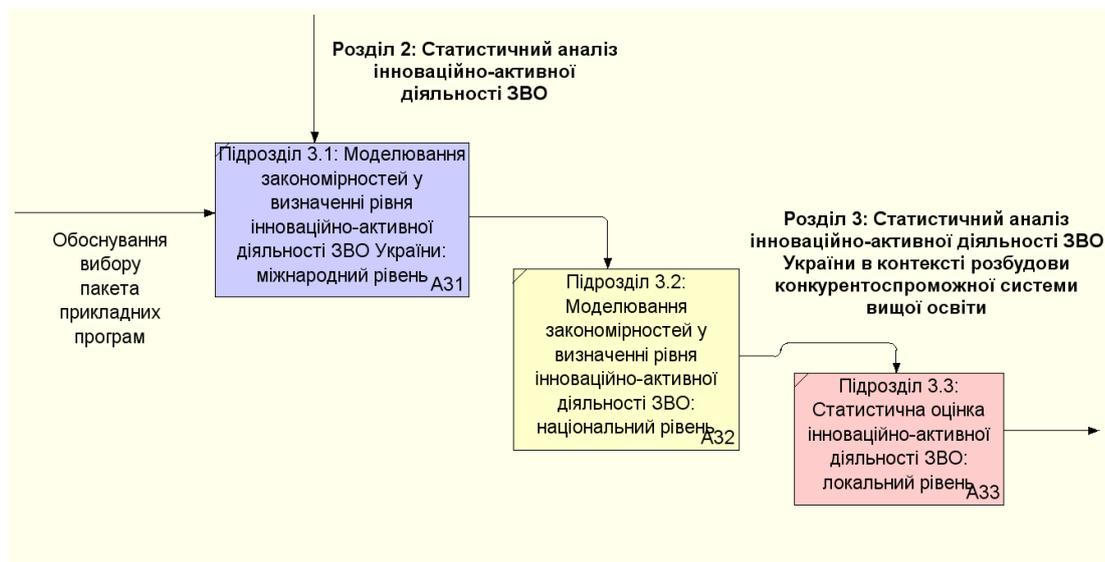 Розділ 2: Статистичний аналіз
інноваційно-активної
діяльності ЗВО
Підрозділ 3.1: Моделювання
закономірностей у
визначенні рівня
інноваційно-активної
діяльності ЗВО України:
міжнародний рівень
A31
Обоснування
вибору
пакета
прикладних
програм
Підрозділ 3.2:
Моделювання
закономірностей у
визначенні рівня
інноваційно-активної
діяльності ЗВО:
національний рівень
A32
Розділ 3: Статистичний аналіз
інноваційно-активної діяльності ЗВО
України в контексті розбудови
конкурентоспроможної системи
вищої освіти
Підрозділ 3.3:
Статистична оцінка
інноваційно-активної
діяльності ЗВО:
локальний рівень
A33